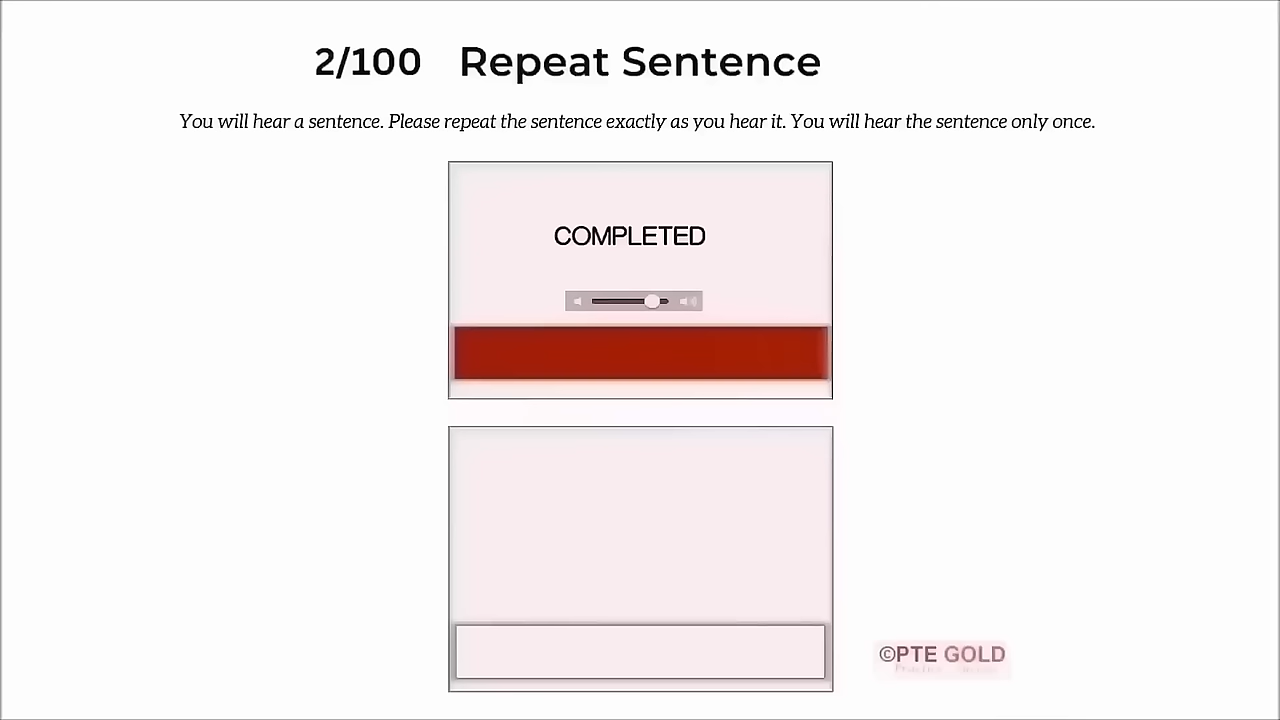 2/100 Repeat Sentence
You will hear a sentence. Please repeat the sentence exactly as you hear it. You will hear the sentence only once.
COMPLETED
©PTE GOLD